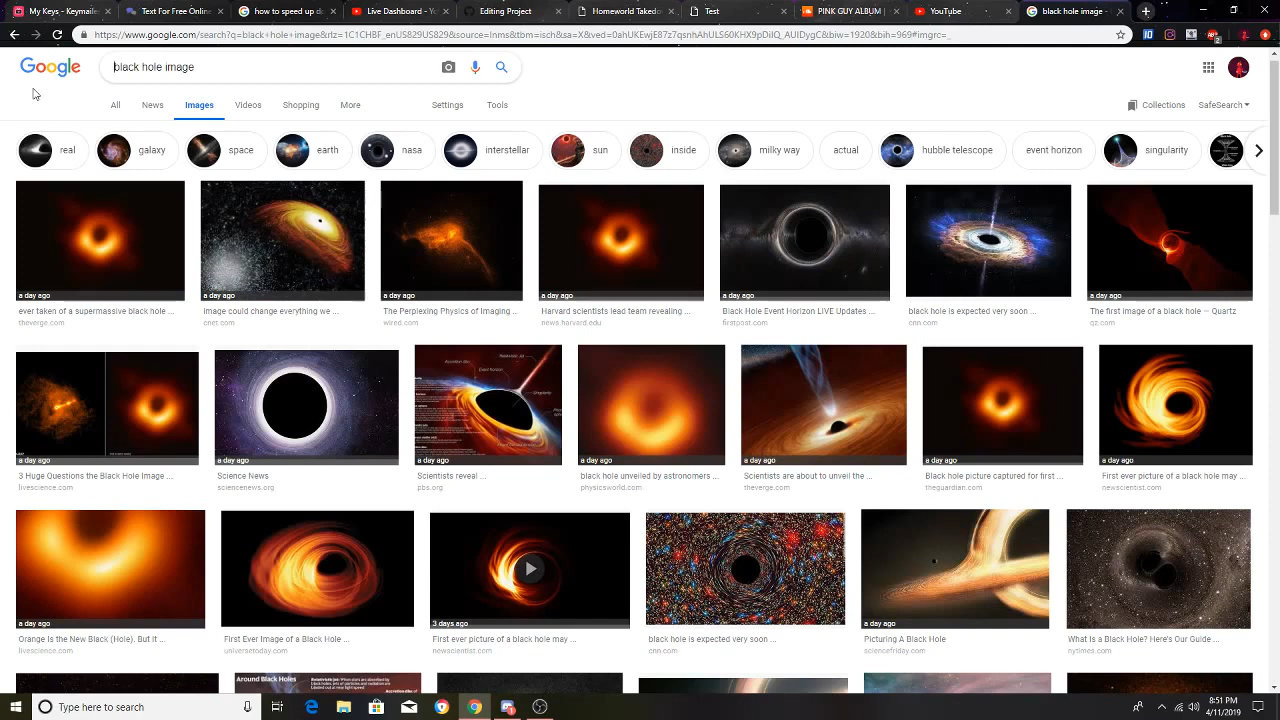 My Keys - Keymaile
Text For Free Onlin
how to speed up d
Live Dashboard - Yo
Editing Project
Homeworld Takedo
Test
PINK GUY ALBUM |
YouTube
black hole image -
https://www.google.com/search?q=black+hole+image&rlz=1C1CHBF_enUS829US829&source=lnms&tbm=isch&sa=X&ved=0ahUKEwjE87z7qsnhAhULS60KHX9pDiIQ_AUIDygC&biw=1920&bih=969#imgrc=_
Google
black hole image
All News Images Videos Shopping More Settings Tools
Collections SafeSearch
real galaxy space earth nasa interstellar sun inside milky way actual hubble telescope event horizon singularity
a day ago
ever taken of a supermassive black hole ...
theverge.com
a day ago
image could change everything we ...
cnet.com
a day ago
The Perplexing Physics of Imaging ...
wired.com
a day ago
Harvard scientists lead team revealing ...
news.harvard.edu
a day ago
Black Hole Event Horizon LIVE Updates ...
firstpost.com
black hole is expected very soon ...
cnn.com
a day ago
The first image of a black hole — Quartz
qz.com
a day ago
3 Huge Questions the Black Hole Image ...
livescience.com
a day ago
Science News
sciencenews.org
a day ago
Scientists reveal ...
pbs.org
a day ago
black hole unveiled by astronomers ...
physicsworld.com
a day ago
Scientists are about to unveil the ...
theverge.com
a day ago
Black hole picture captured for first ...
theguardian.com
a day ago
First ever picture of a black hole may ...
newscientist.com
a day ago
Orange Is the New Black (Hole). But It ...
livescience.com
First Ever Image of a Black Hole ...
universetoday.com
3 days ago
First ever picture of a black hole may ...
newscientist.com
black hole is expected very soon ...
cnn.com
a day ago
Picturing A Black Hole
sciencefriday.com
What Is a Black Hole? Here's Our Guide ...
nytimes.com
Around Black Holes
Type here to search
8:51 PM
4/11/2019